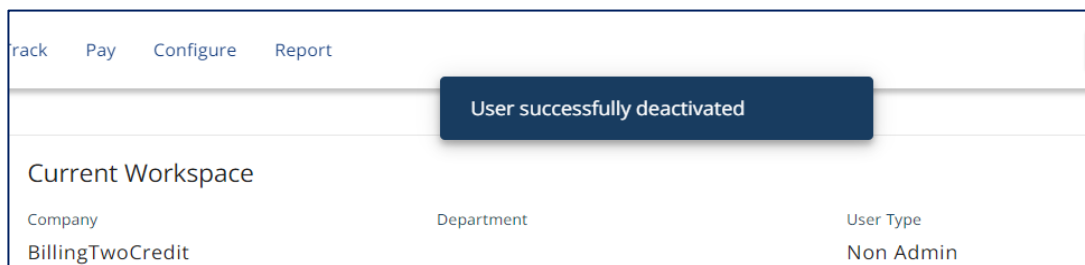 rack Pay Configure Report
User successfully deactivated
Current Workspace
Company Department User Type
BillingTwoCredit Non Admin